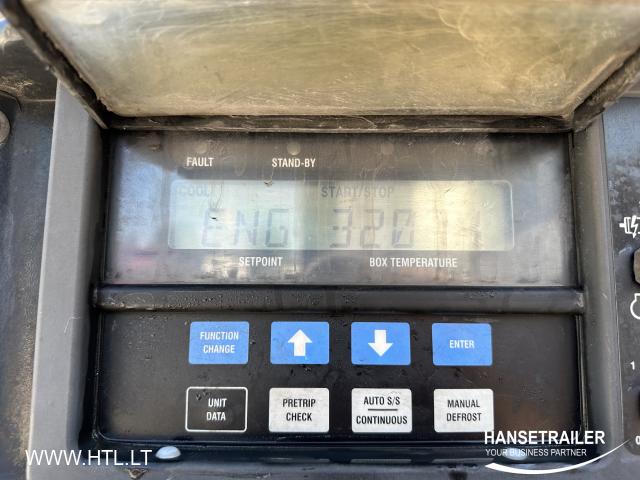 FAULT STAND-BY
COOL START/STOP
ENG
SETPOINT BOX TEMPERATURE
FUNCTION CHANGE
ENTER
UNIT DATA
PRETRIP CHECK
AUTO S/S
CONTINUOUS
MANUAL DEFROST
1
WWW.HTL.LT
HANSETRAILER
YOUR BUSINESS PARTNER